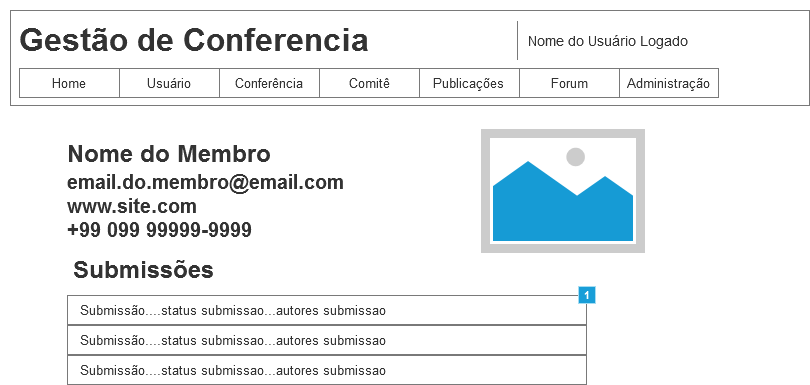 Gestão de Conferencia
Nome do Usuário Logado
Home Usuário Conferência Comitê Publicações Forum Administração
Nome do Membro
email.do.membro@email.com
www.site.com
+99 099 99999-9999
Submissões
1
Submissão....status submissao...autores submissao
Submissão....status submissao...autores submissao
Submissão....status submissao...autores submissao